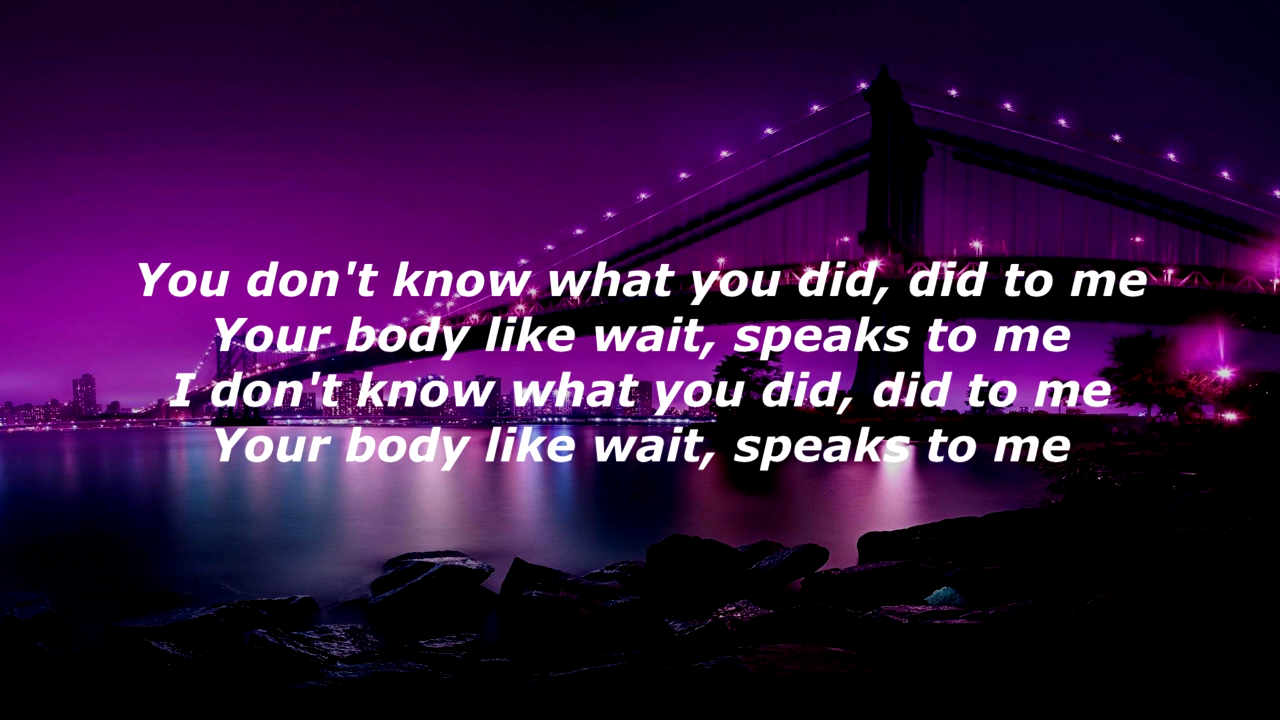 You don't know what you did, did to me
Your body like wait, speaks to me
I don't know what you did, did to me
Your body like wait, speaks to me